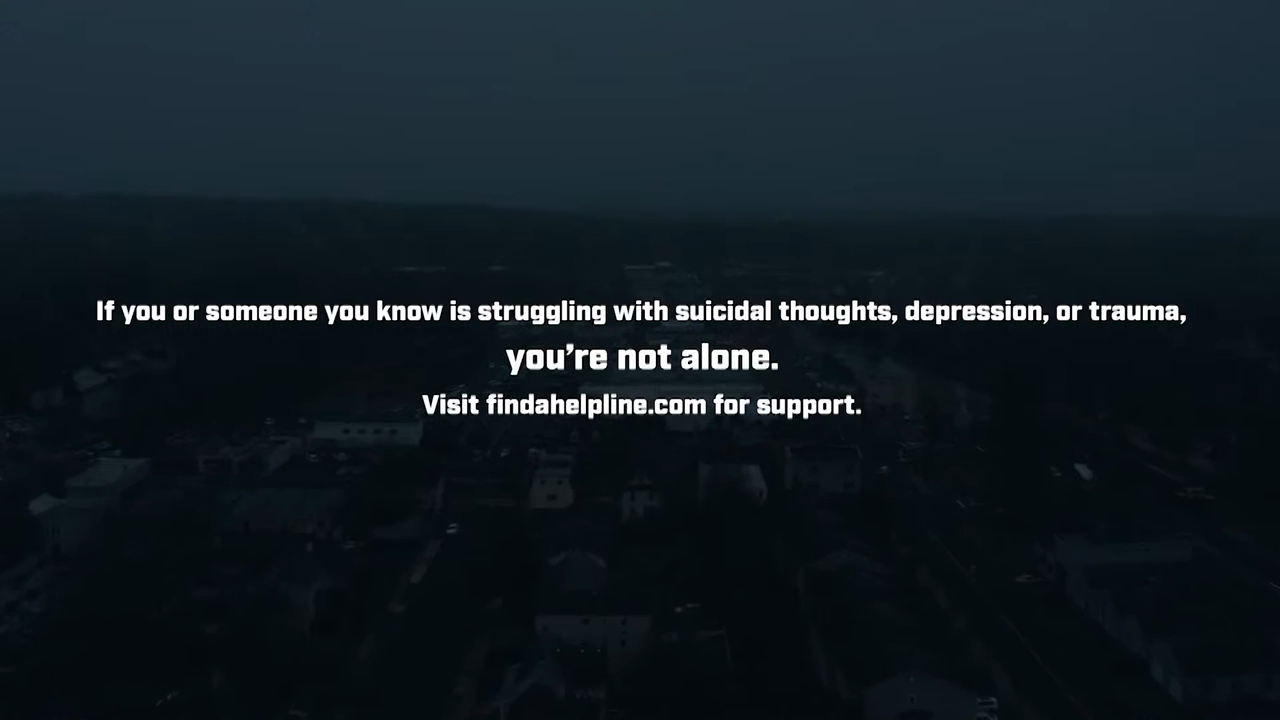 If you or someone you know is struggling with suicidal thoughts, depression, or trauma,
you're not alone.
Visit findahelpline.com for support.